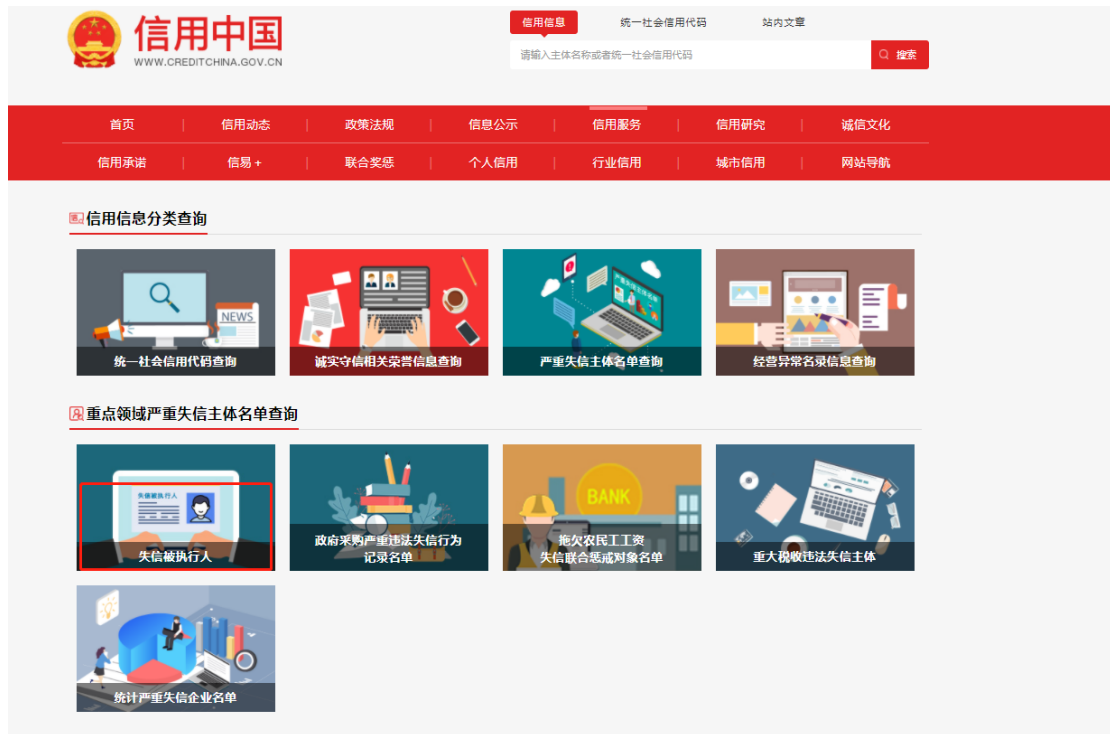 信用中国
WWW.CREDITCHINA.GOV.CN
信用信息 统一社会信用代码 站内文章
请输入主体名称或者统一社会信用代码 搜索
首页 信用动态 政策法规 信息公示 信用服务 信用研究 诚信文化
信用承诺 信易+ 联合奖惩 个人信用 行业信用 城市信用 网站导航
信用信息分类查询
NEWS
严重失信主体名单
统一社会信用代码查询 诚实守信相关荣誉信息查询 严重失信主体名单查询 经营异常名录信息查询
重点领域严重失信主体名单查询
失信被执行人
BANK
失信被执行人
政府采购严重违法失信行为
记录名单
拖欠农民工工资
失信联合惩戒对象名单
重大税收违法失信主体
统计严重失信企业名单